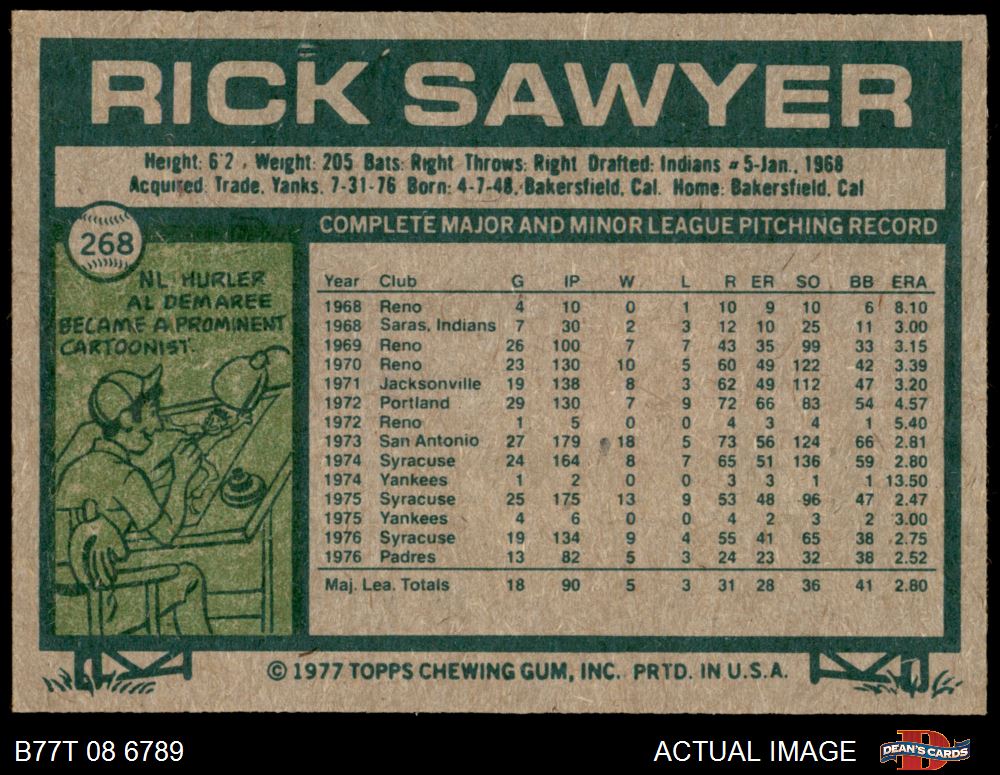 RICK SAWYER
Height: 6'2, Weight: 205 Bats: Right Throws: Right Drafted: Indians #5-Jan., 1968
Acquired: Trade, Yanks, 7-31-76 Born: 4-7-48, Bakersfield, Cal. Home: Bakersfield, Cal
268
COMPLETE MAJOR AND MINOR LEAGUE PITCHING RECORD
NL HURLER
AL DEMAREE
BECAME A PROMINENT
CARTOONIST.
Year Club G IP W L R ER SO BB ERA
1968 Reno 4 10 0 1 10 9 10 6 8.10
1968 Saras. Indians 7 30 2 3 12 10 25 11 3.00
1969 Reno 26 100 7 7 43 35 99 33 3.15
1970 Reno 23 130 10 5 60 49 122 42 3.39
1971 Jacksonville 19 138 8 3 62 49 112 47 3.20
1972 Portland 29 130 7 9 72 66 83 54 4.57
1972 Reno 1 5 0 0 4 3 4 1 5.40
1973 San Antonio 27 179 18 5 73 56 124 66 2.81
1974 Syracuse 24 164 8 7 65 51 136 59 2.80
1974 Yankees 1 2 0 0 3 3 1 1 13.50
1975 Syracuse 25 175 13 9 53 48 96 47 2.47
1975 Yankees 4 6 0 0 4 2 3 2 3.00
1976 Syracuse 19 134 9 4 55 41 65 38 2.75
1976 Padres 13 82 5 3 24 23 32 38 2.52
Maj. Lea. Totals 18 90 5 3 31 28 36 41 2.80
© 1977 TOPPS CHEWING GUM, INC. PRTD. IN U.S.A.
B77T 08 6789
ACTUAL IMAGE
DEAN'S CARDS